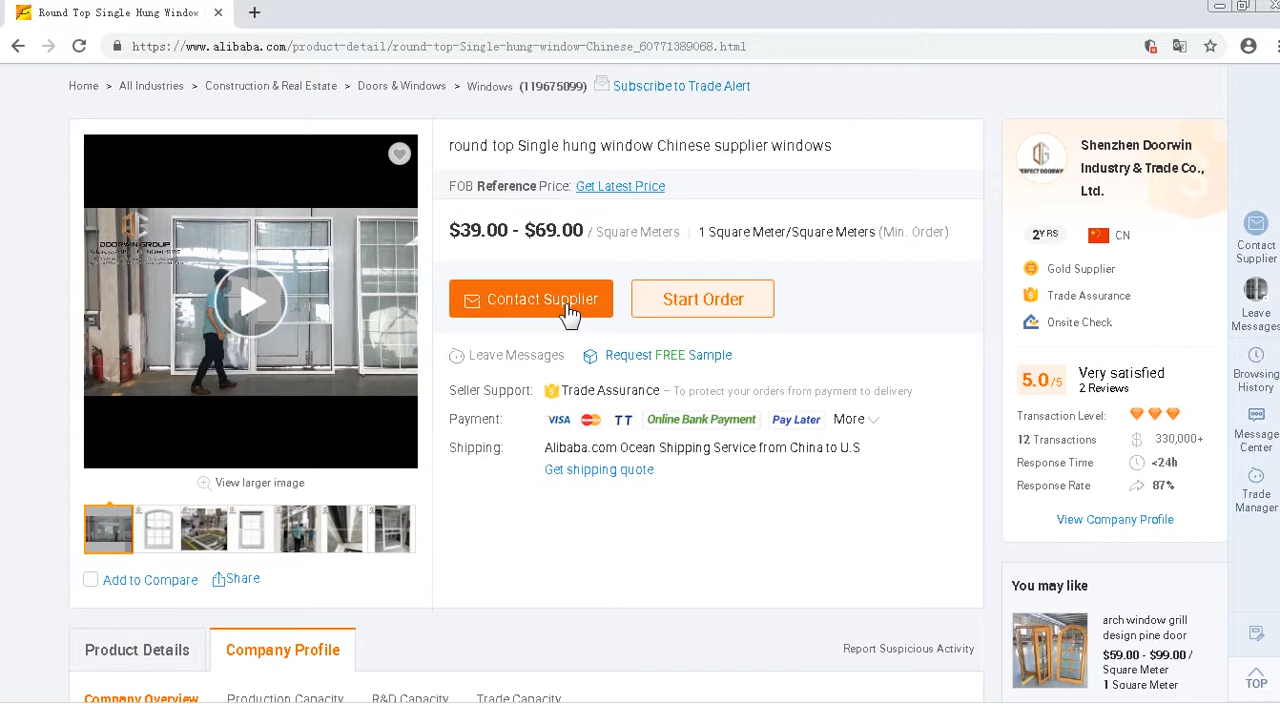 Round Top Single Hung Window
https://www.alibaba.com/product-detail/round-top-Single-hung-window-Chinese_60771389068.html
Home > All Industries > Construction & Real Estate > Doors & Windows > Windows (119675099) Subscribe to Trade Alert
round top Single hung window Chinese supplier windows
FOB Reference Price: Get Latest Price
$39.00 - $69.00 / Square Meters | 1 Square Meter/Square Meters (Min. Order)
Contact Supplier
Start Order
Leave Messages
Request FREE Sample
Seller Support: Trade Assurance – To protect your orders from payment to delivery
Payment: VISA TT Online Bank Payment Pay Later More
Shipping: Alibaba.com Ocean Shipping Service from China to U.S
Get shipping quote
DOORWIN GROUP
View larger image
Add to Compare
Share
Product Details
Company Profile
Report Suspicious Activity
Company Overview
Production Capacity
R&D Capacity
Trade Capacity
PERFECT DOORWIN
Shenzhen Doorwin
Industry & Trade Co.,
Ltd.
2YRS
CN
Gold Supplier
Trade Assurance
Onsite Check
5.0/5
Very satisfied
2 Reviews
Transaction Level:
12 Transactions
$ 330,000+
Response Time
<24h
Response Rate
87%
View Company Profile
You may like
arch window grill
design pine door
$59.00 - $99.00 /
Square Meter
1 Square Meter
Contact
Supplier
Leave
Messages
Browsing
History
Message
Center
Trade
Manager
TOP